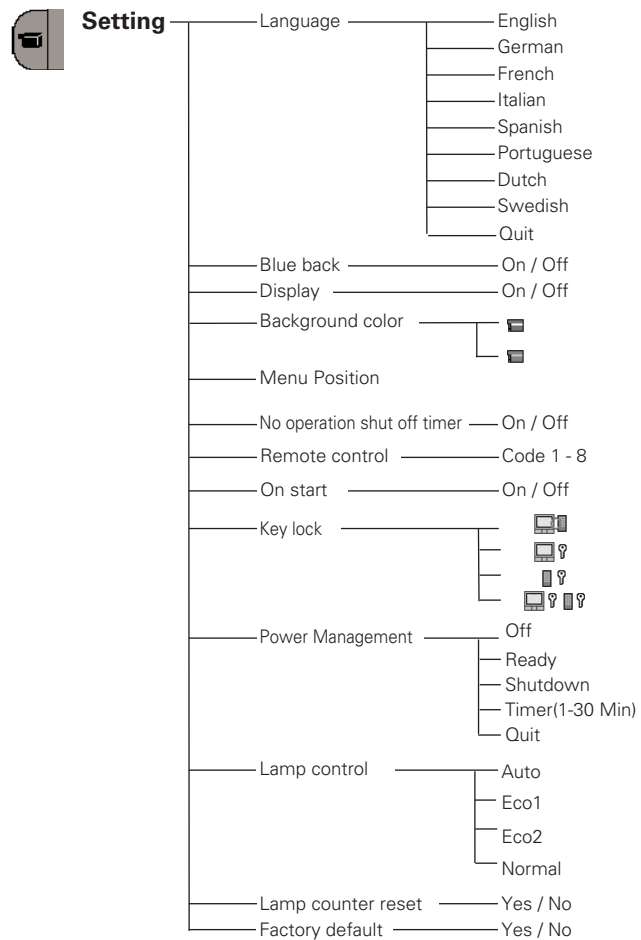 Setting
Language
English
German
French
Italian
Spanish
Portuguese
Dutch
Swedish
Quit
Blue back
On / Off
Display
On / Off
Background color
Menu Position
No operation shut off timer
On / Off
Remote control
Code 1 - 8
On start
On / Off
Key lock
Power Management
Off
Ready
Shutdown
Timer(1-30 Min)
Quit
Lamp control
Auto
Eco1
Eco2
Normal
Lamp counter reset
Yes / No
Factory default
Yes / No